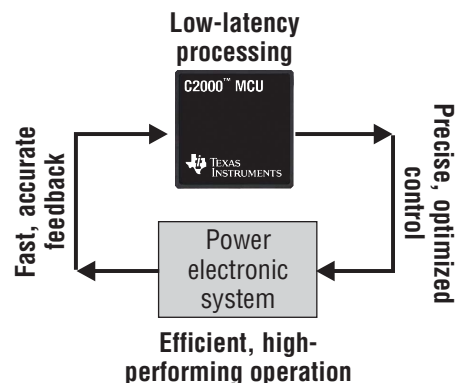 Low-latency
processing
C2000™ MCU
TEXAS
INSTRUMENTS
Fast, accurate
feedback
Precise, optimized
control
Power
electronic
system
Efficient, high-
performing operation